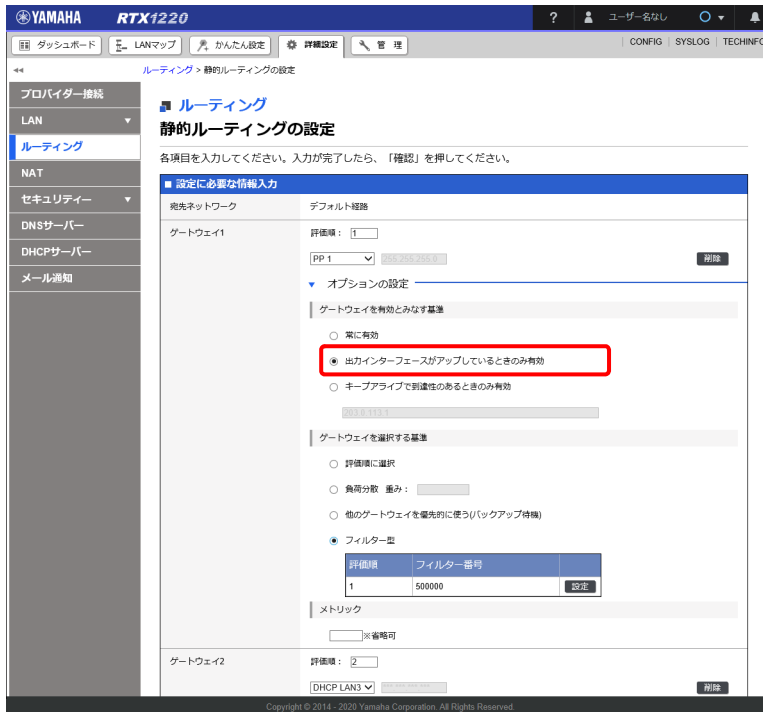 YAMAHA RTX1220 ? ユーザー名なし
ダッシュボード LANマップ かんたん設定 詳細設定 管 理 CONFIG SYSLOG TECHINFO
ルーティング > 静的ルーティングの設定
プロバイダー接続
LAN
ルーティング
NAT
セキュリティー
DNSサーバー
DHCPサーバー
メール通知
ルーティング
静的ルーティングの設定
各項目を入力してください。入力が完了したら、「確認」を押してください。
■ 設定に必要な情報入力
宛先ネットワーク デフォルト経路
ゲートウェイ1 評価順： 1
PP 1 255.255.255.0 削除
オプションの設定
ゲートウェイを有効とみなす基準
常に有効
出力インターフェースがアップしているときのみ有効
キープアライブで到達性のあるときのみ有効
203.0.113.1
ゲートウェイを選択する基準
評価順に選択
負荷分散 重み：
他のゲートウェイを優先的に使う(バックアップ待機)
フィルター型
評価順 フィルター番号
1 500000 設定
メトリック
※省略可
ゲートウェイ2 評価順： 2
DHCP LAN3 削除
Copyright © 2014 - 2020 Yamaha Corporation. All Rights Reserved.